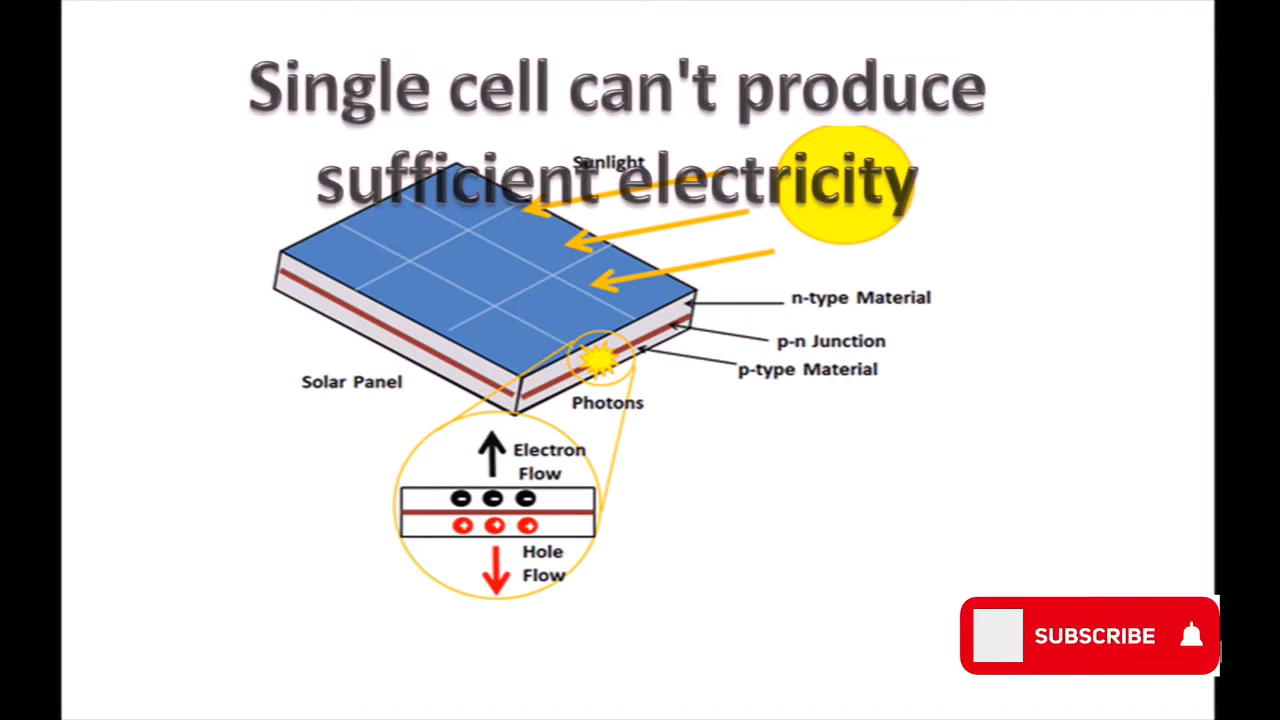 Single cell can't produce
sufficient electricity
Sunlight
n-type Material
p-n Junction
p-type Material
Solar Panel
Photons
Electron
Flow
Hole
Flow
SUBSCRIBE